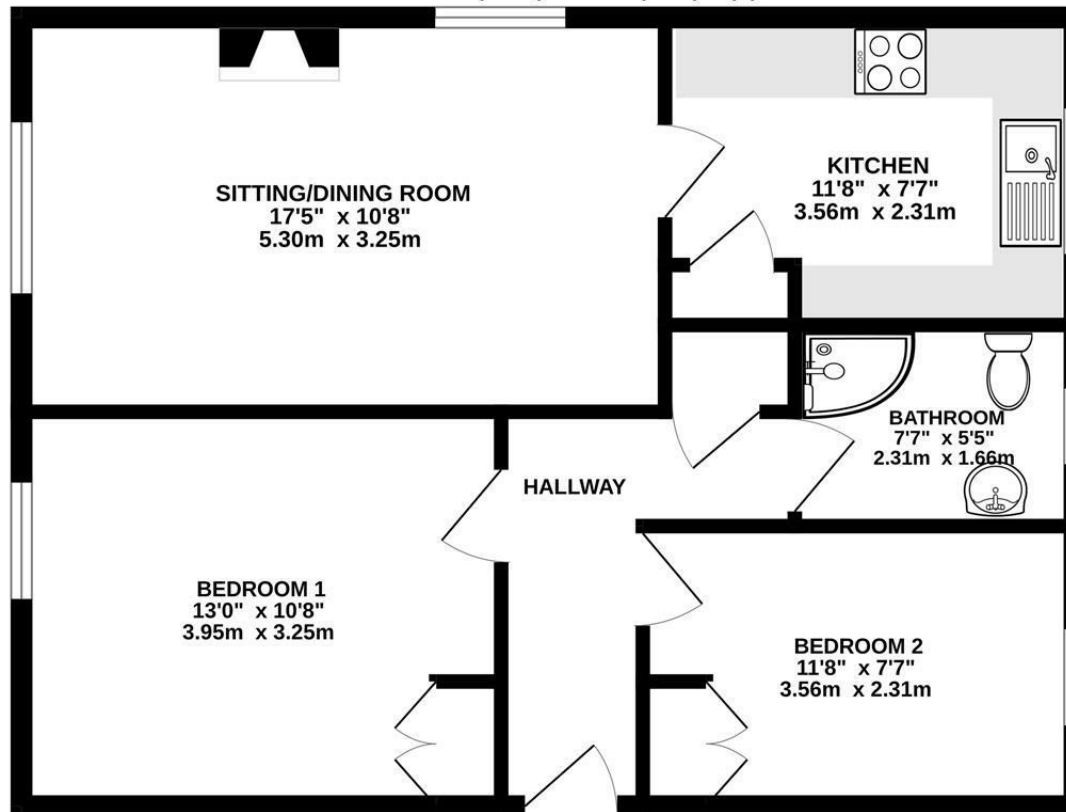 SITTING/DINING ROOM
17'5" x 10'8"
5.30m x 3.25m
KITCHEN
11'8" x 7'7"
3.56m x 2.31m
BATHROOM
7'7" x 5'5"
2.31m x 1.66m
HALLWAY
BEDROOM 1
13'0" x 10'8"
3.95m x 3.25m
BEDROOM 2
11'8" x 7'7"
3.56m x 2.31m